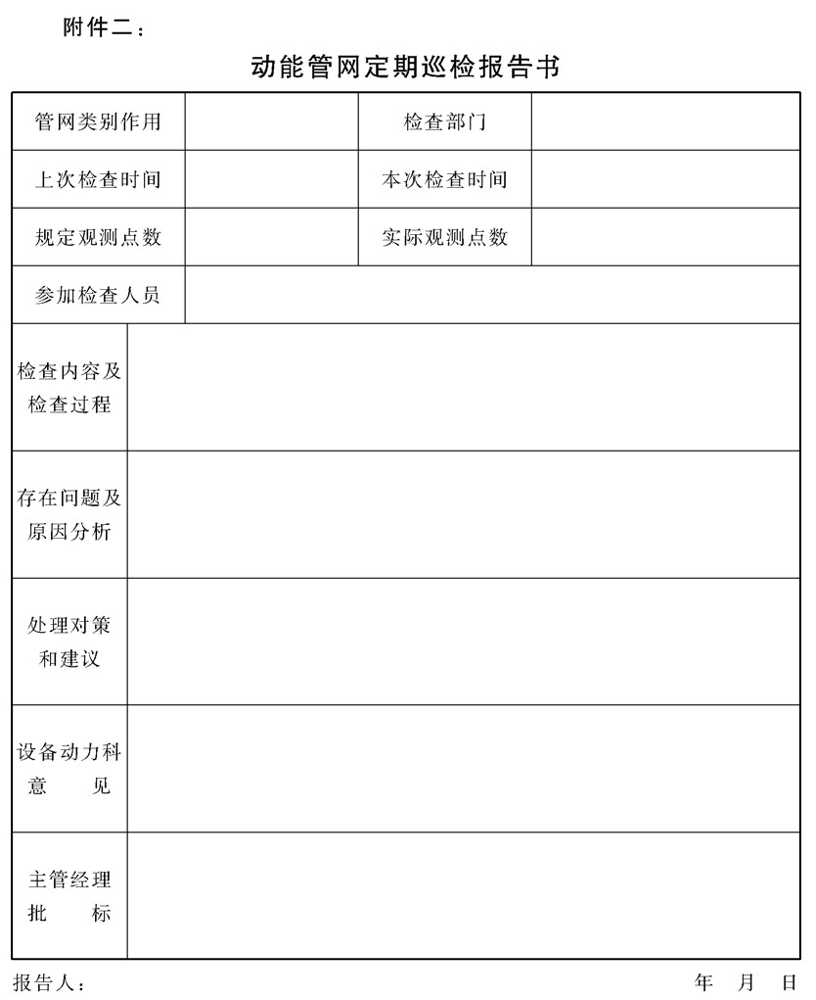 附件二：
动能管网定期巡检报告书
管网类别作用 检查部门
上次检查时间 本次检查时间
规定观测点数 实际观测点数
参加检查人员
检查内容及
检查过程
存在问题及
原因分析
处理对策
和建议
设备动力科
意 见
主管经理
批 标
报告人： 年 月 日